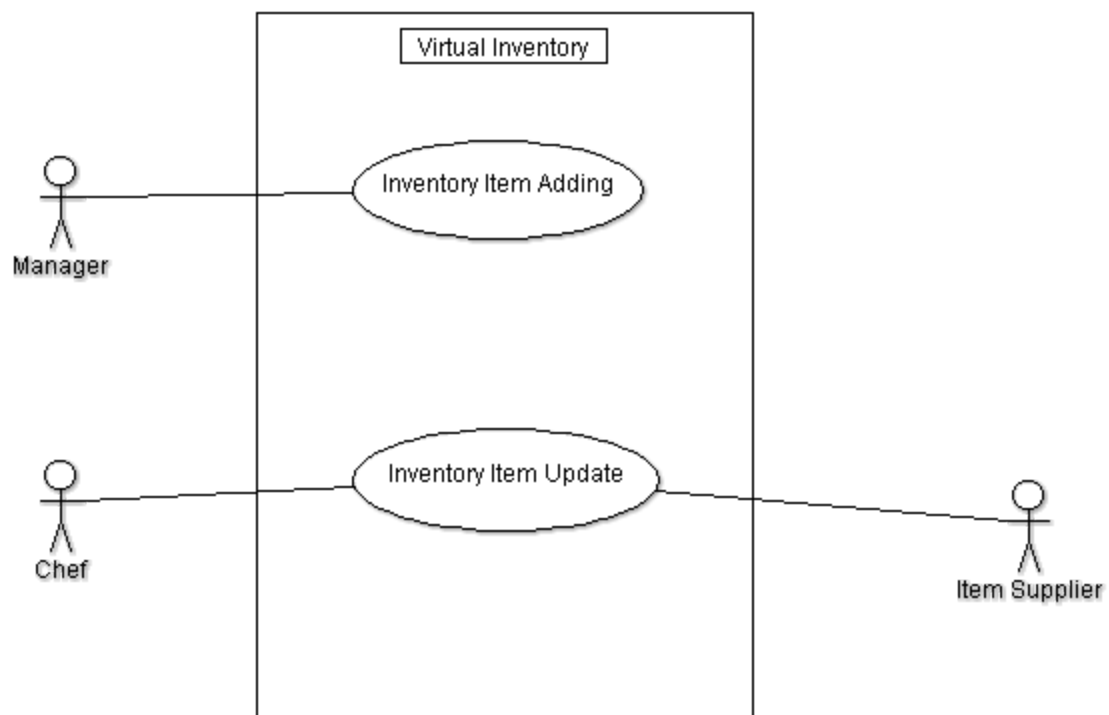 Virtual Inventory
Inventory Item Adding
Manager
Inventory Item Update
Chef
Item Supplier